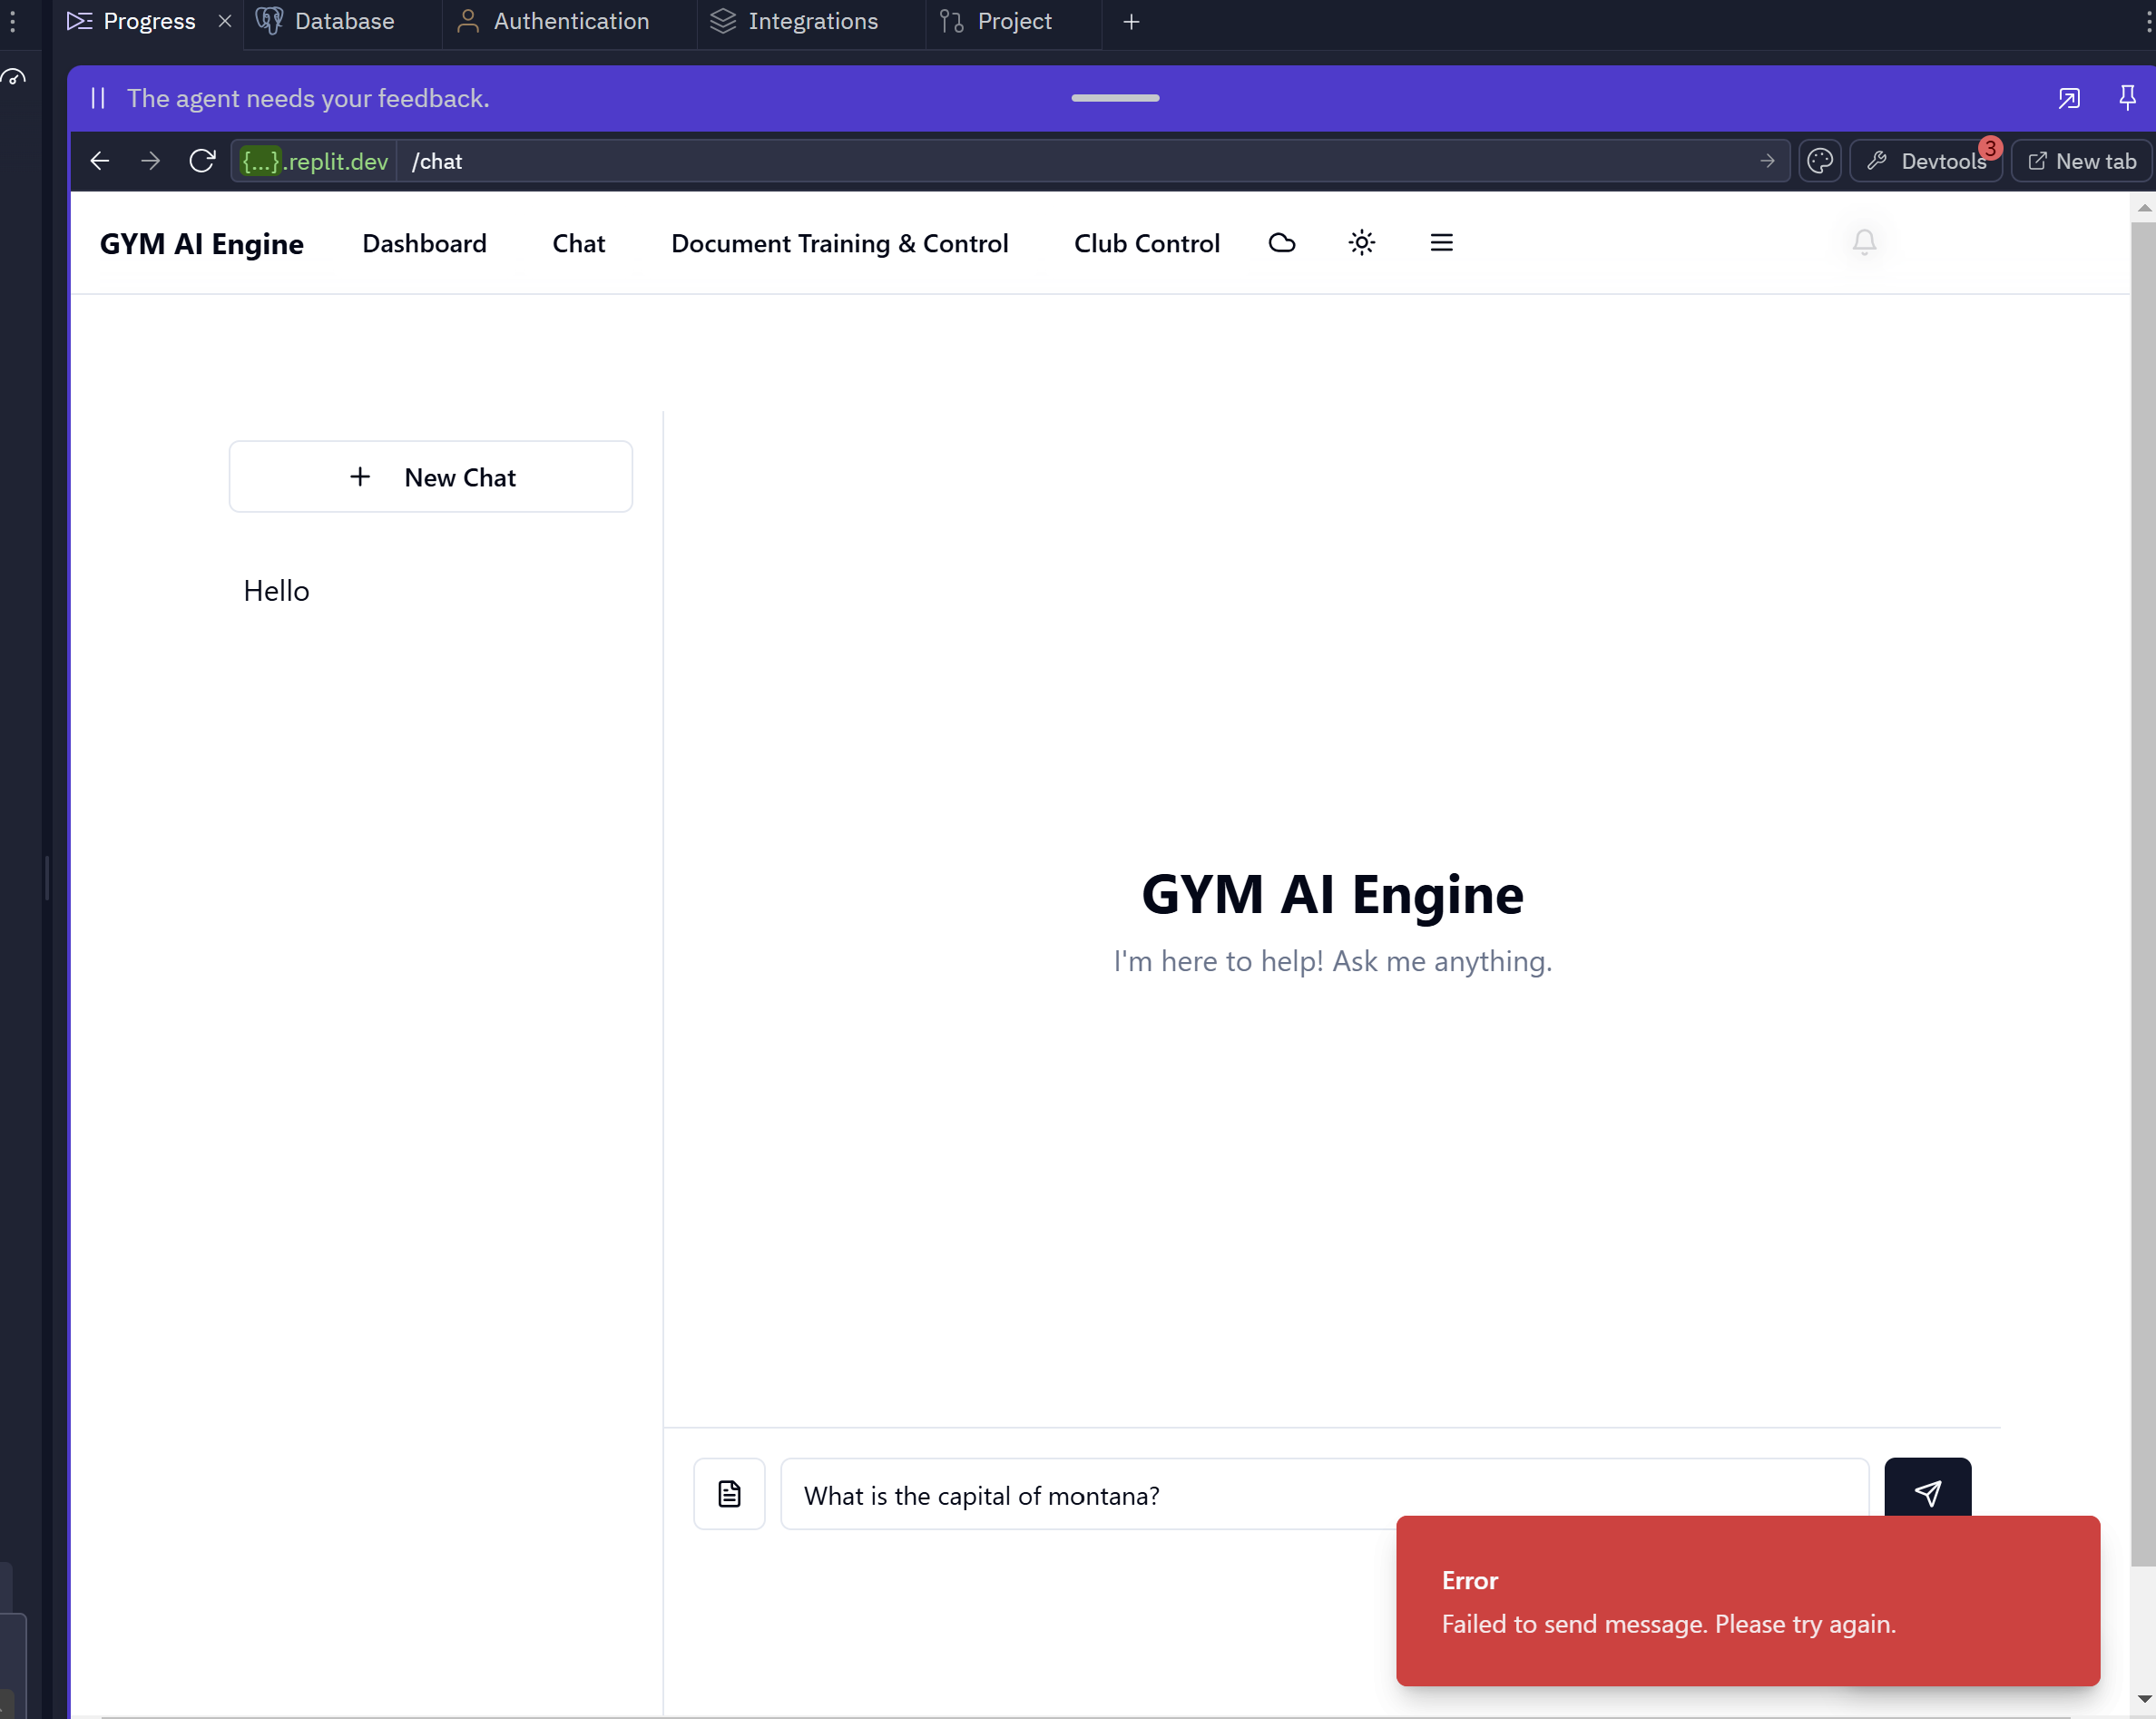 Progress
Database
Authentication
Integrations
Project
The agent needs your feedback.
{...}.replit.dev /chat
Devtools
3
New tab
GYM AI Engine
Dashboard
Chat
Document Training & Control
Club Control
New Chat
Hello
GYM AI Engine
I'm here to help! Ask me anything.
What is the capital of montana?
Error
Failed to send message. Please try again.